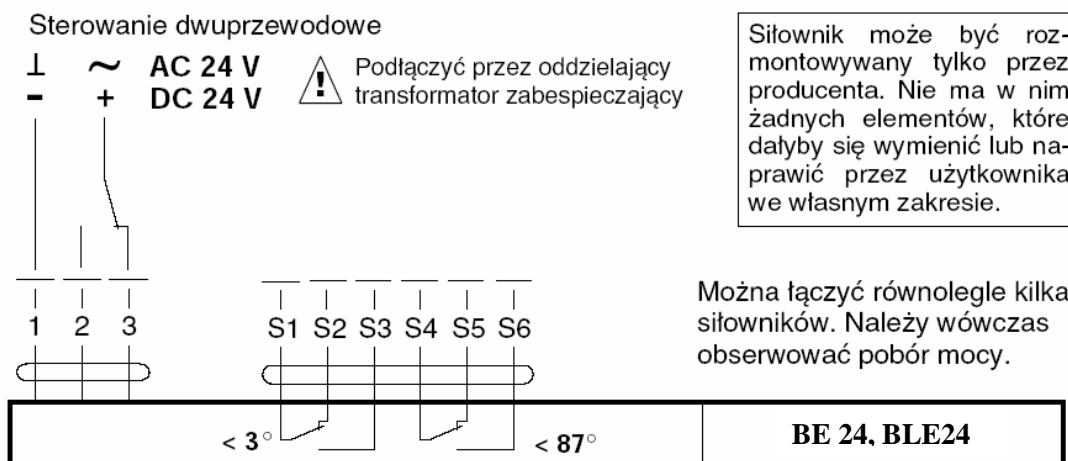 Sterowanie dwuprzewodowe
⊥ ~ AC 24 V
- + DC 24 V
! Podłączyć przez oddzielający
transformator zabespieczający
Siłownik może być roz-
montowywany tylko przez
producenta. Nie ma w nim
żadnych elementów, które
dałyby się wymienić lub na-
prawić przez użytkownika
we własnym zakresie.
Można łączyć równolegle kilka
siłowników. Należy wówczas
obserwować pobór mocy.
1 2 3
S1 S2 S3 S4 S5 S6
< 3° < 87°
BE 24, BLE24